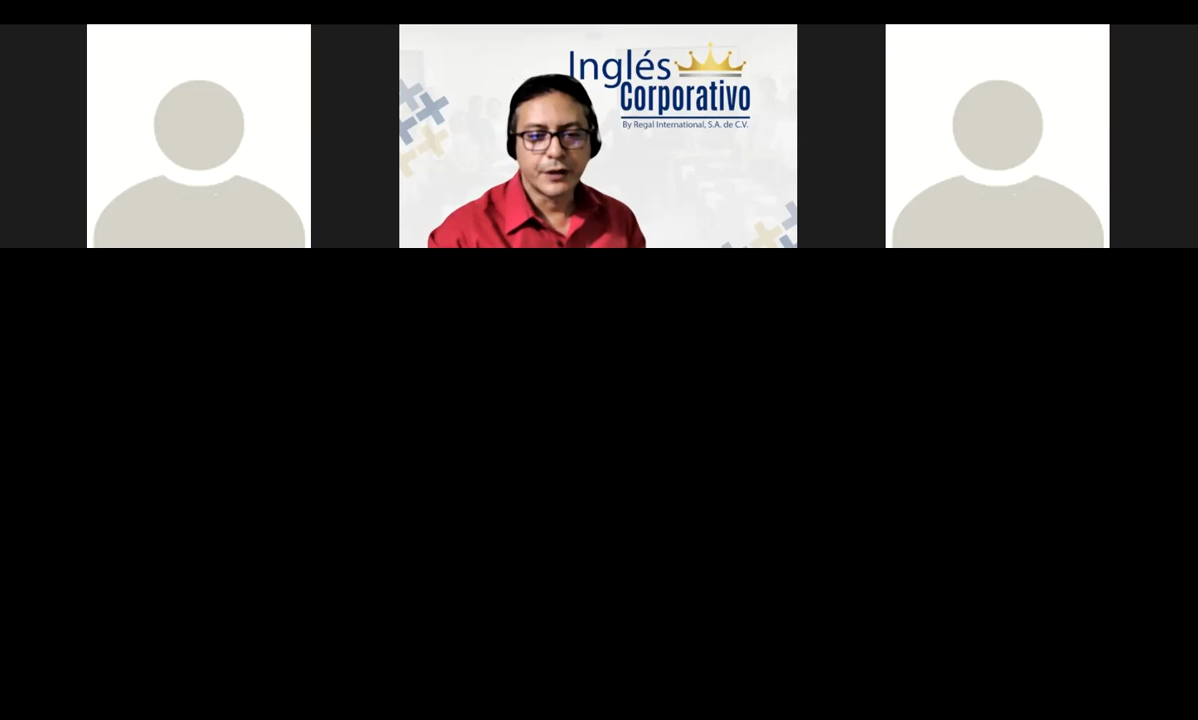 Inglés
Corporativo
By Regal International, S.A. de C.V.